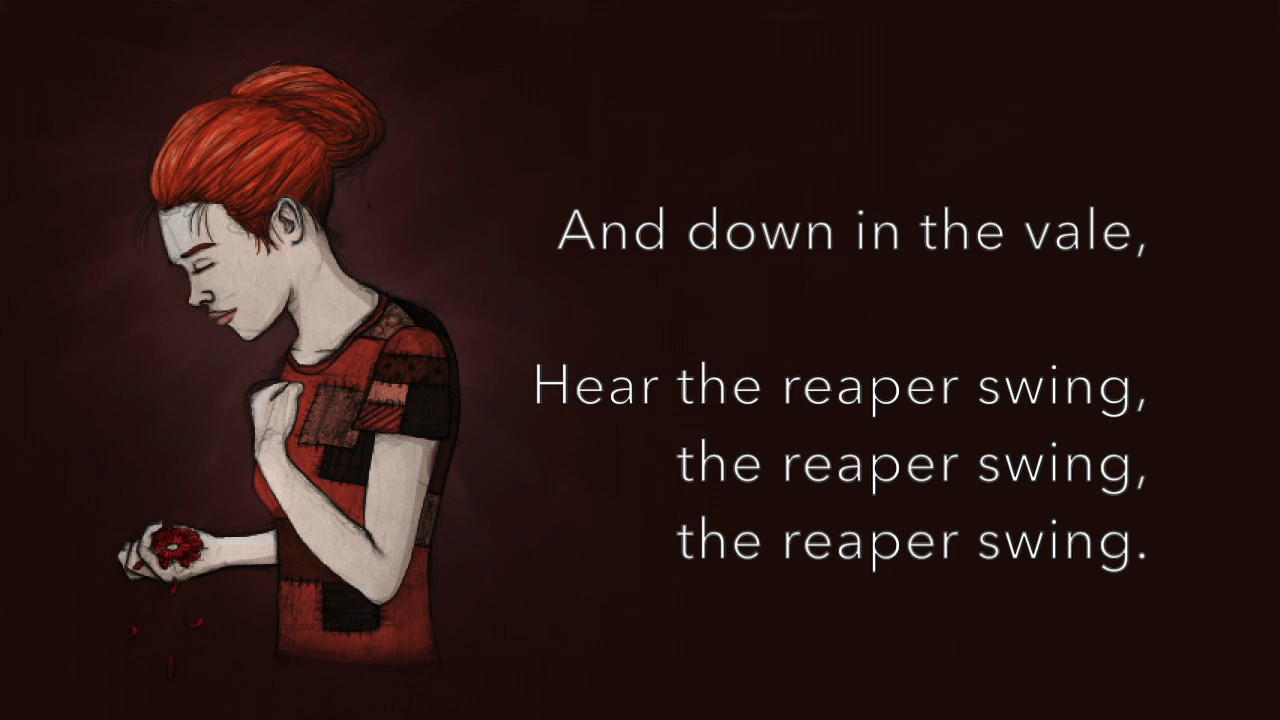 And down in the vale,
Hear the reaper swing,
the reaper swing,
the reaper swing.